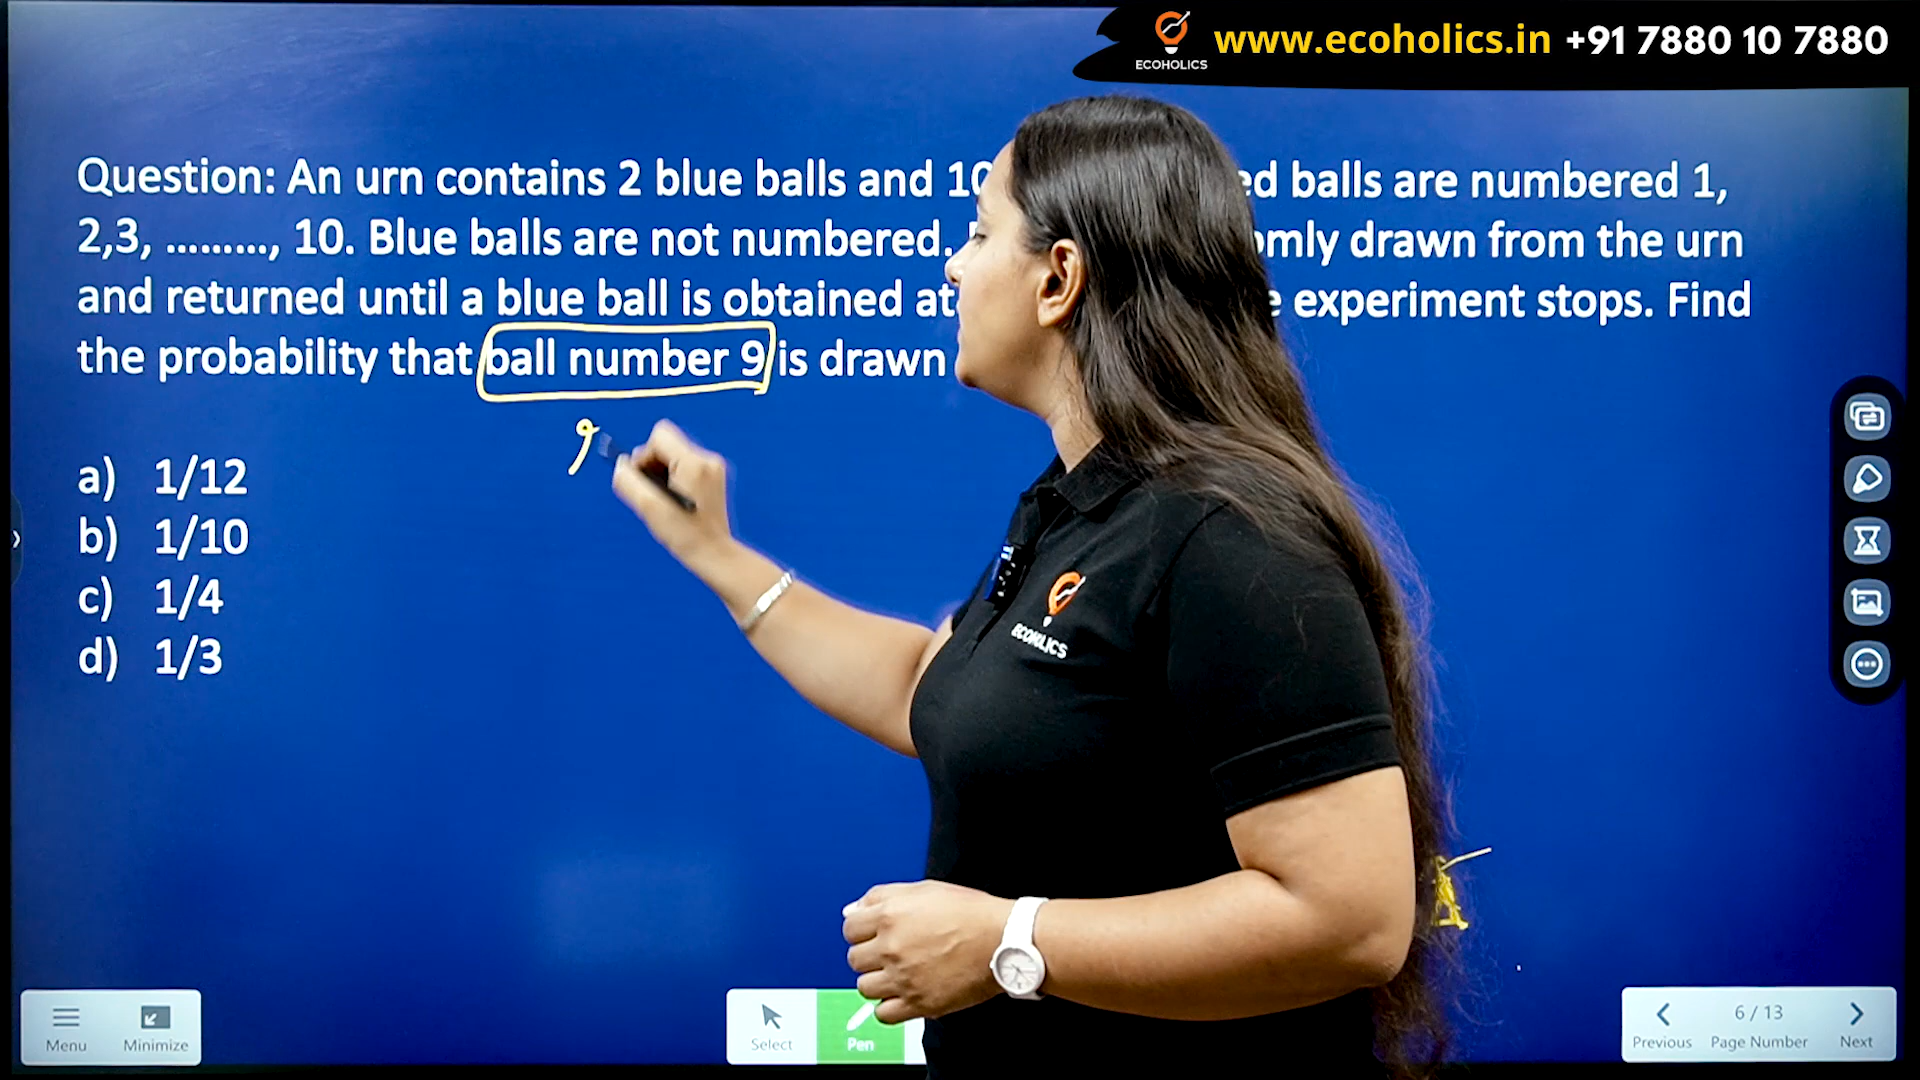 ECOHOLICS
www.ecoholics.in +91 7880 10 7880
Question: An urn contains 2 blue balls and 10 balls are numbered 1,
2,3, ........., 10. Blue balls are not numbered. drawn from the urn
and returned until a blue ball is obtained at experiment stops. Find
the probability that ball number 9 is drawn
9
a) 1/12
b) 1/10
c) 1/4
d) 1/3
ECOHOLICS
Menu
Minimize
Select
Pen
6 / 13
Previous
Page Number
Next